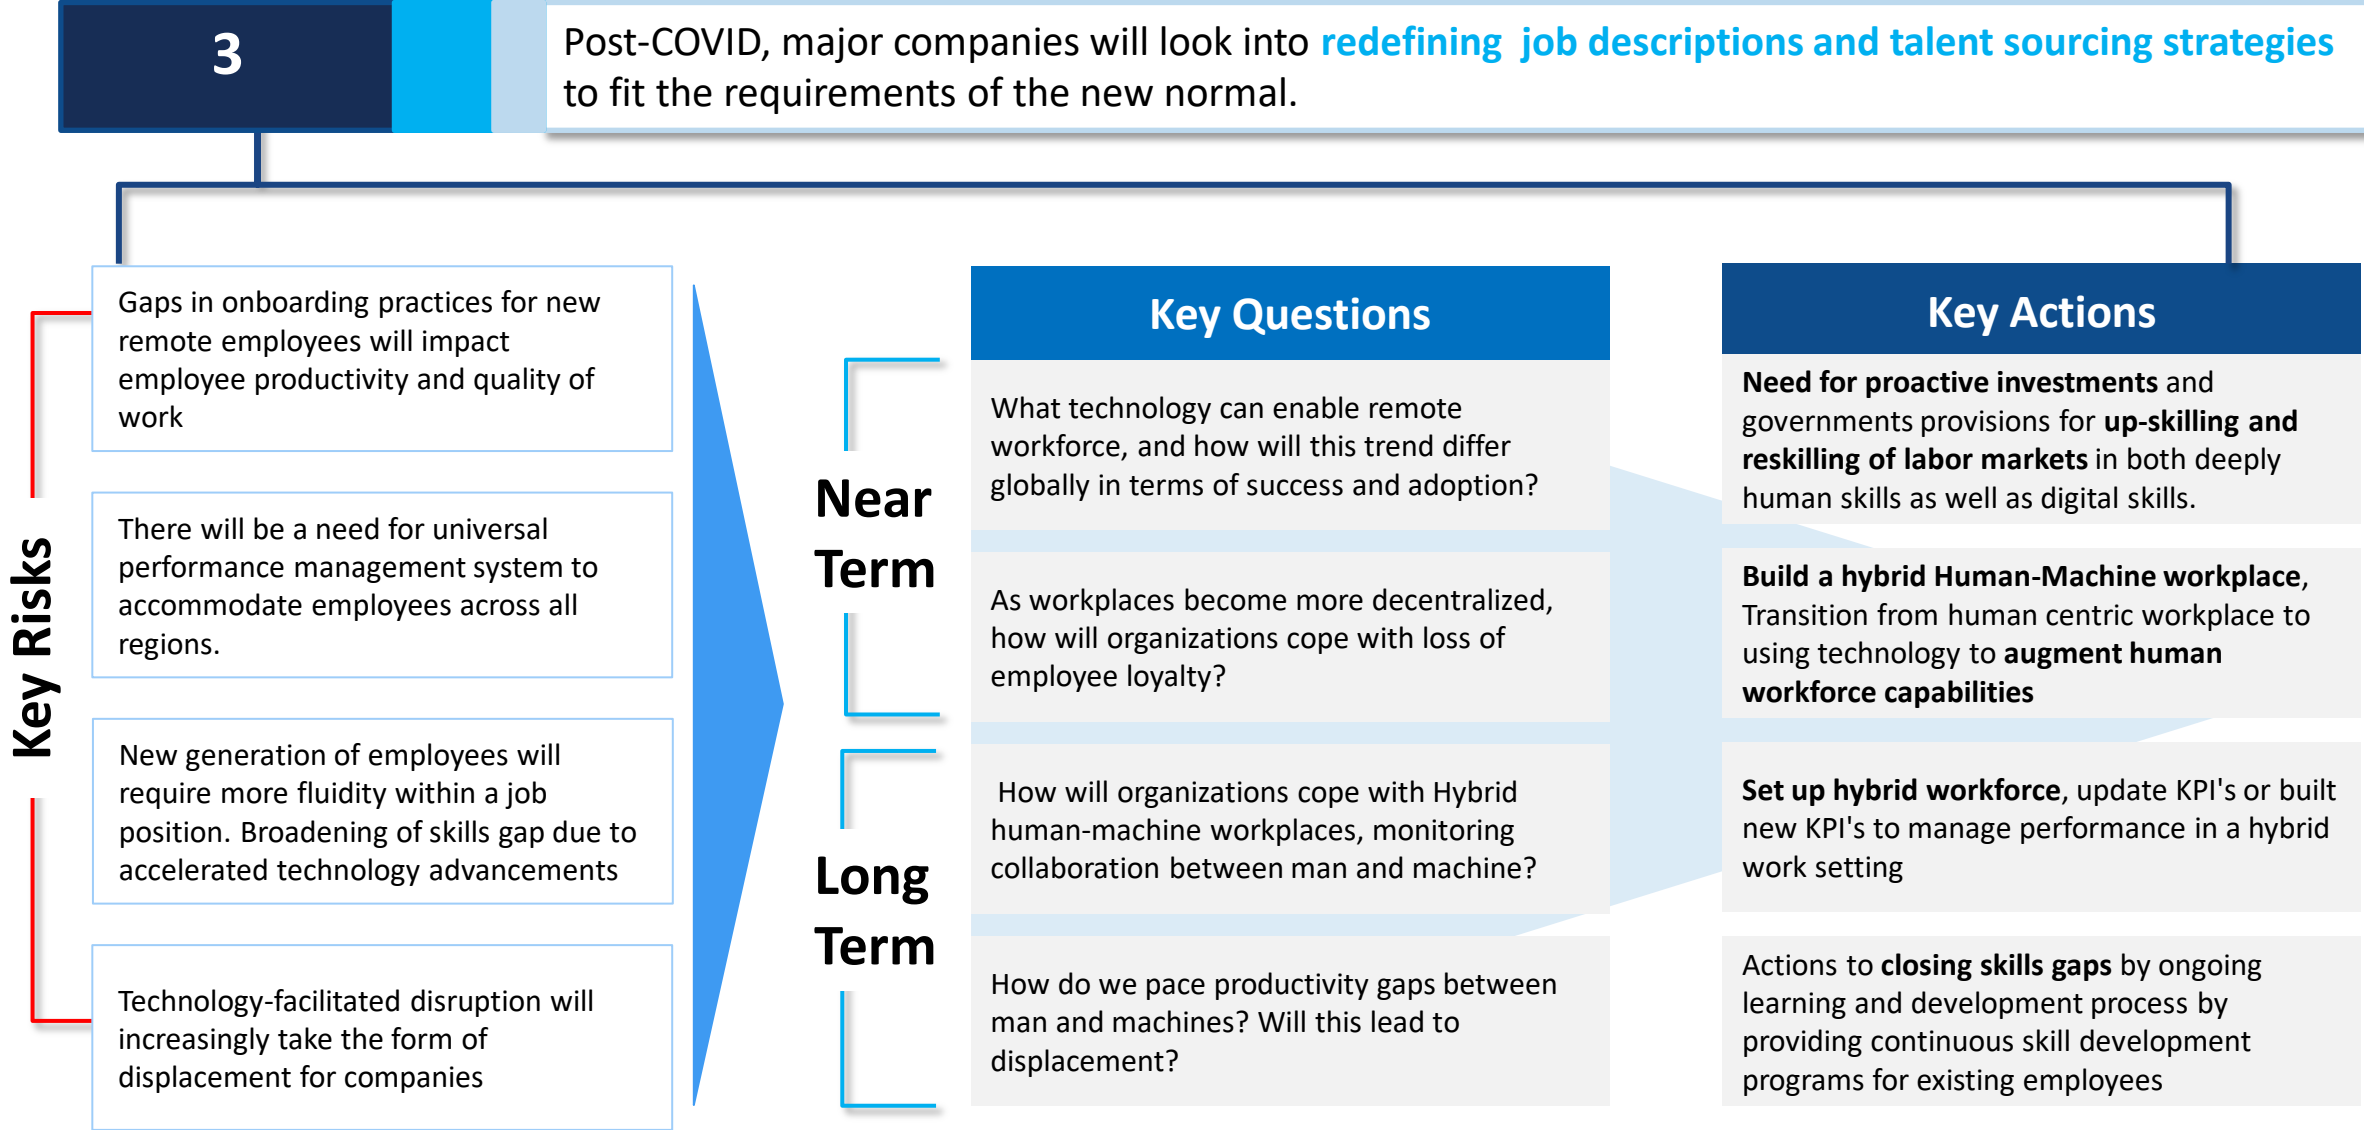 3
Post-COVID, major companies will look into redefining job descriptions and talent sourcing strategies
to fit the requirements of the new normal.
Key Risks
Gaps in onboarding practices for new
remote employees will impact
employee productivity and quality of
work
There will be a need for universal
performance management system to
accommodate employees across all
regions.
New generation of employees will
require more fluidity within a job
position. Broadening of skills gap due to
accelerated technology advancements
Technology-facilitated disruption will
increasingly take the form of
displacement for companies
Near
Term
Long
Term
Key Questions
What technology can enable remote
workforce, and how will this trend differ
globally in terms of success and adoption?
As workplaces become more decentralized,
how will organizations cope with loss of
employee loyalty?
How will organizations cope with Hybrid
human-machine workplaces, monitoring
collaboration between man and machine?
How do we pace productivity gaps between
man and machines? Will this lead to
displacement?
Key Actions
Need for proactive investments and
governments provisions for up-skilling and
reskilling of labor markets in both deeply
human skills as well as digital skills.
Build a hybrid Human-Machine workplace,
Transition from human centric workplace to
using technology to augment human
workforce capabilities
Set up hybrid workforce, update KPI's or built
new KPI's to manage performance in a hybrid
work setting
Actions to closing skills gaps by ongoing
learning and development process by
providing continuous skill development
programs for existing employees